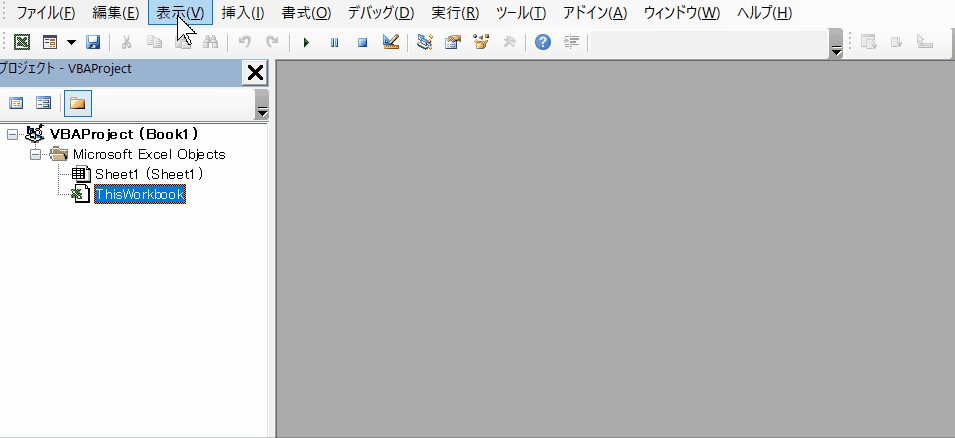 ファイル(F) 編集(E) 表示(V) 挿入(I) 書式(O) デバッグ(D) 実行(R) ツール(T) アドイン(A) ウィンドウ(W) ヘルプ(H)
プロジェクト - VBAProject
VBAProject (Book1)
Microsoft Excel Objects
Sheet1 (Sheet1)
ThisWorkbook